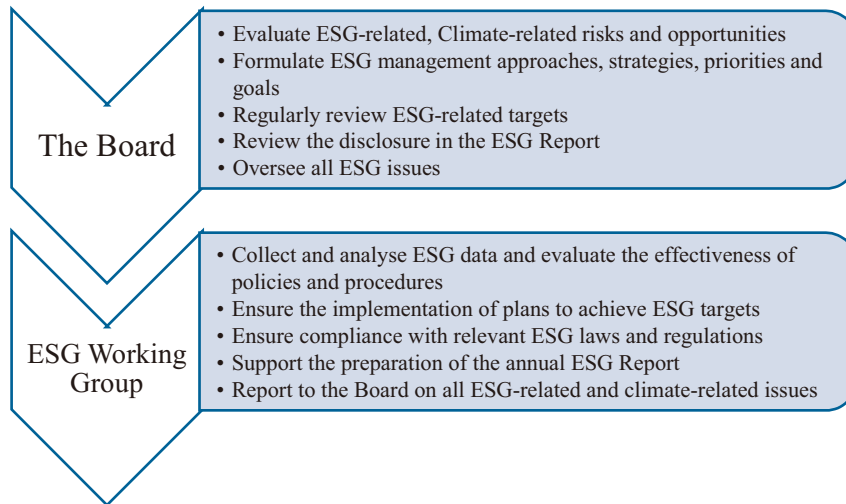 The Board
• Evaluate ESG-related, Climate-related risks and opportunities
• Formulate ESG management approaches, strategies, priorities and
goals
• Regularly review ESG-related targets
• Review the disclosure in the ESG Report
• Oversee all ESG issues
ESG Working
Group
• Collect and analyse ESG data and evaluate the effectiveness of
policies and procedures
• Ensure the implementation of plans to achieve ESG targets
• Ensure compliance with relevant ESG laws and regulations
• Support the preparation of the annual ESG Report
• Report to the Board on all ESG-related and climate-related issues